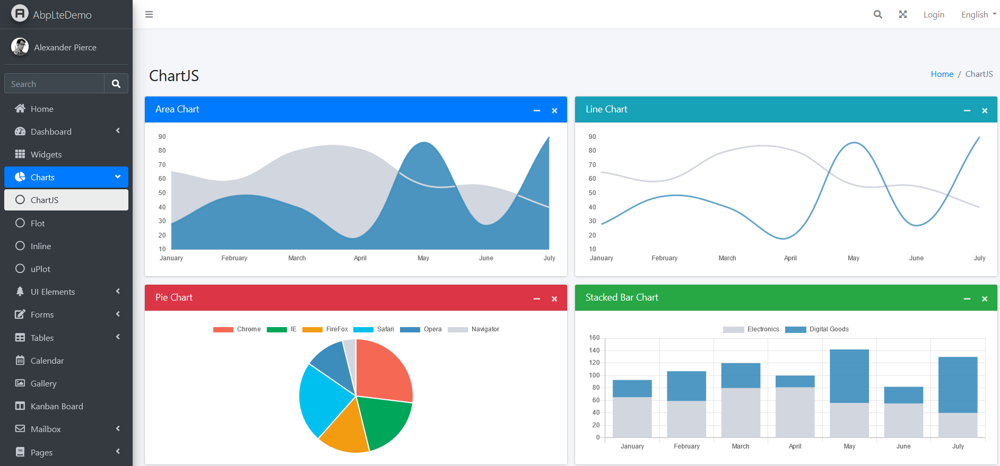 AbpLteDemo
Alexander Pierce
Search
Home
Dashboard
Widgets
Charts
ChartJS
Flot
Inline
uPlot
UI Elements
Forms
Tables
Calendar
Gallery
Kanban Board
Mailbox
Pages
Login English
ChartJS
Home / ChartJS
Area Chart
90
80
70
60
50
40
30
20
10
January February March April May June July
Line Chart
90
80
70
60
50
40
30
20
10
January February March April May June July
Pie Chart
Chrome IE FireFox Safari Opera Navigator
Stacked Bar Chart
Electronics Digital Goods
160
140
120
100
80
60
40
20
0
January February March April May June July